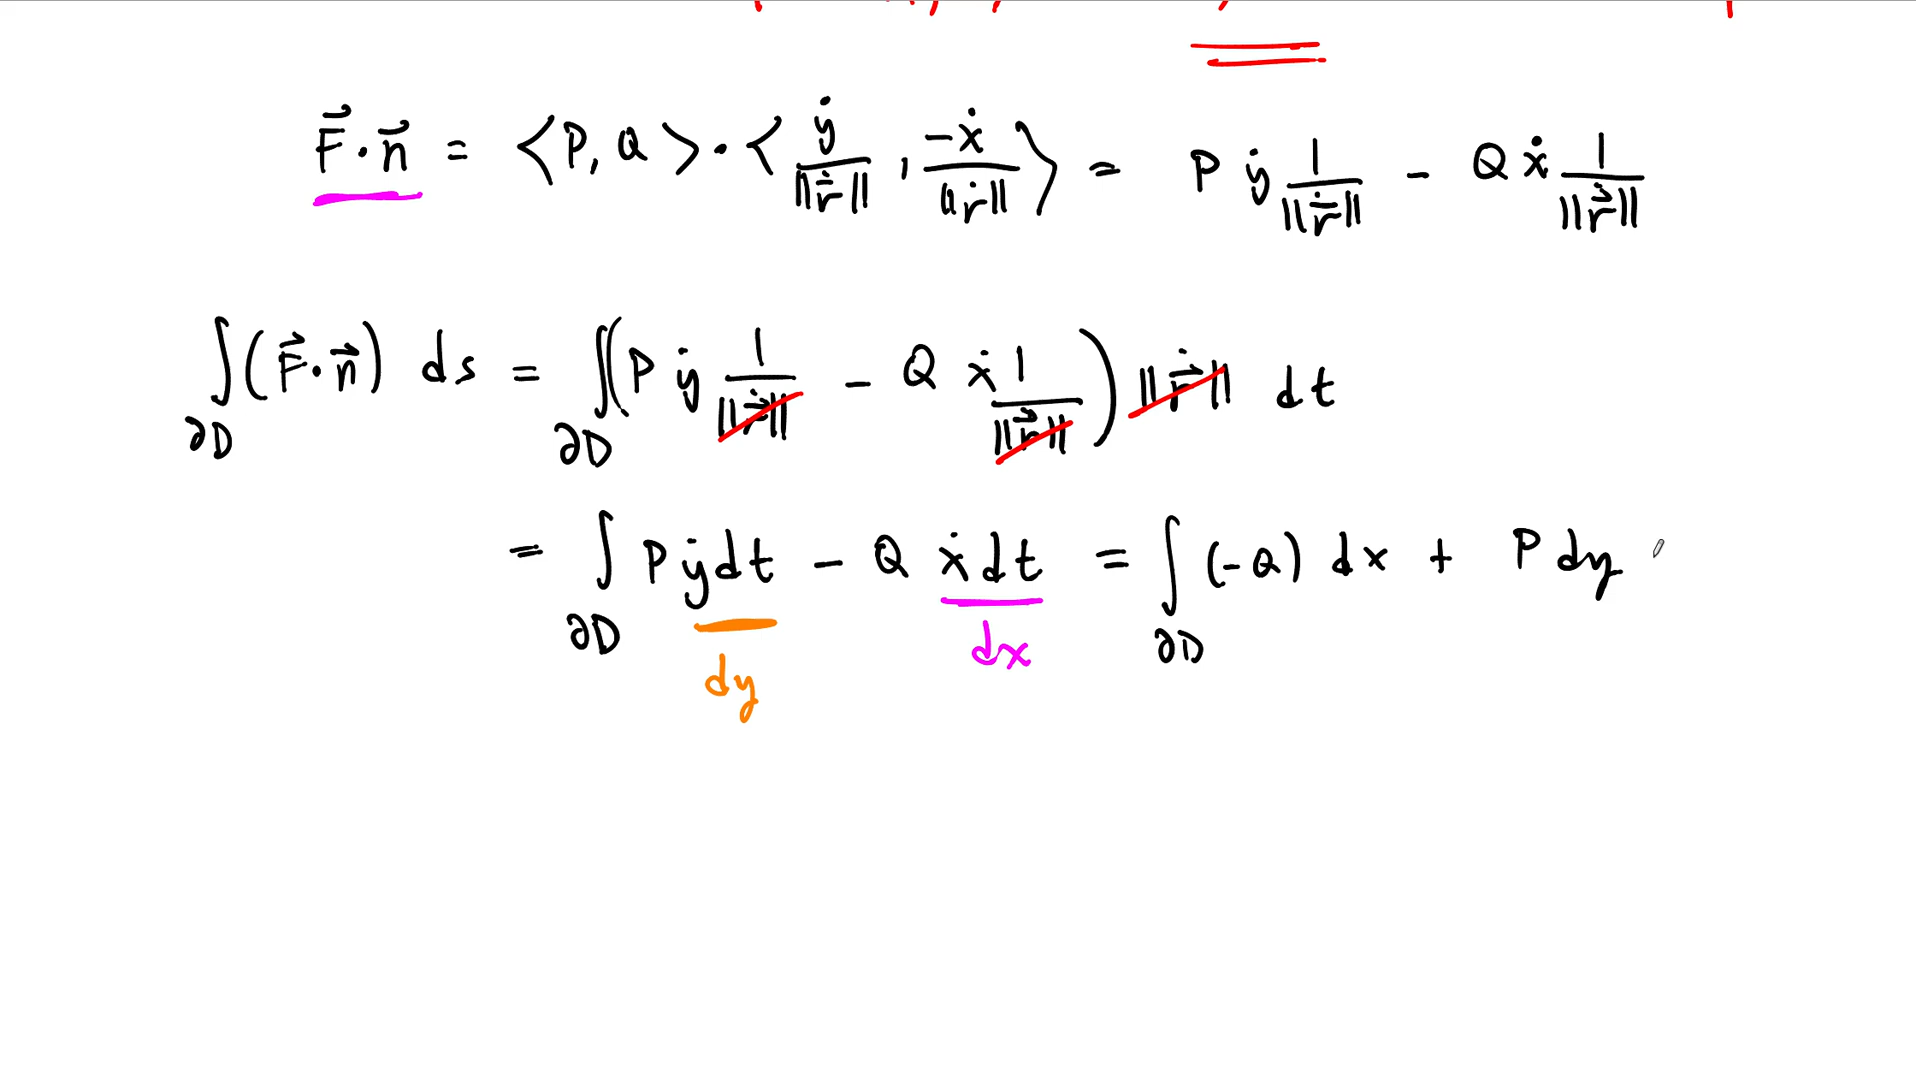 F⃗·n⃗ = <P, Q>·<ẏ/||ṙ||, -ẋ/||ṙ||> = P ẏ 1/||ṙ|| - Q ẋ 1/||r⃗||
∫∂D (F⃗·n⃗) ds = ∫∂D (P ẏ 1/||ṙ⃗|| - Q ẋ 1/||r⃗||) ||ṙ⃗|| dt
= ∫∂D P ẏ dt - Q ẋ dt = ∫∂D (-Q) dx + P dy
dy dx